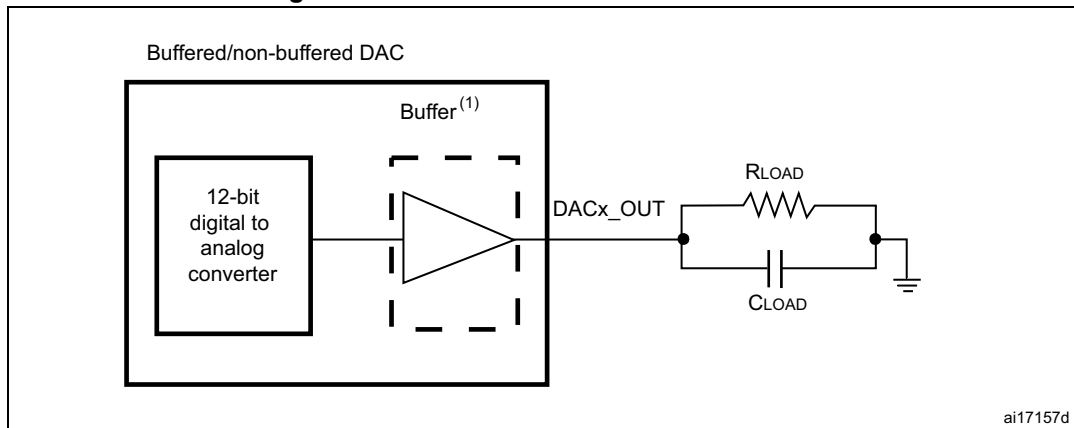 Buffered/non-buffered DAC
Buffer(1)
12-bit
digital to
analog
converter
DACx_OUT
RLOAD
CLOAD
ai17157d